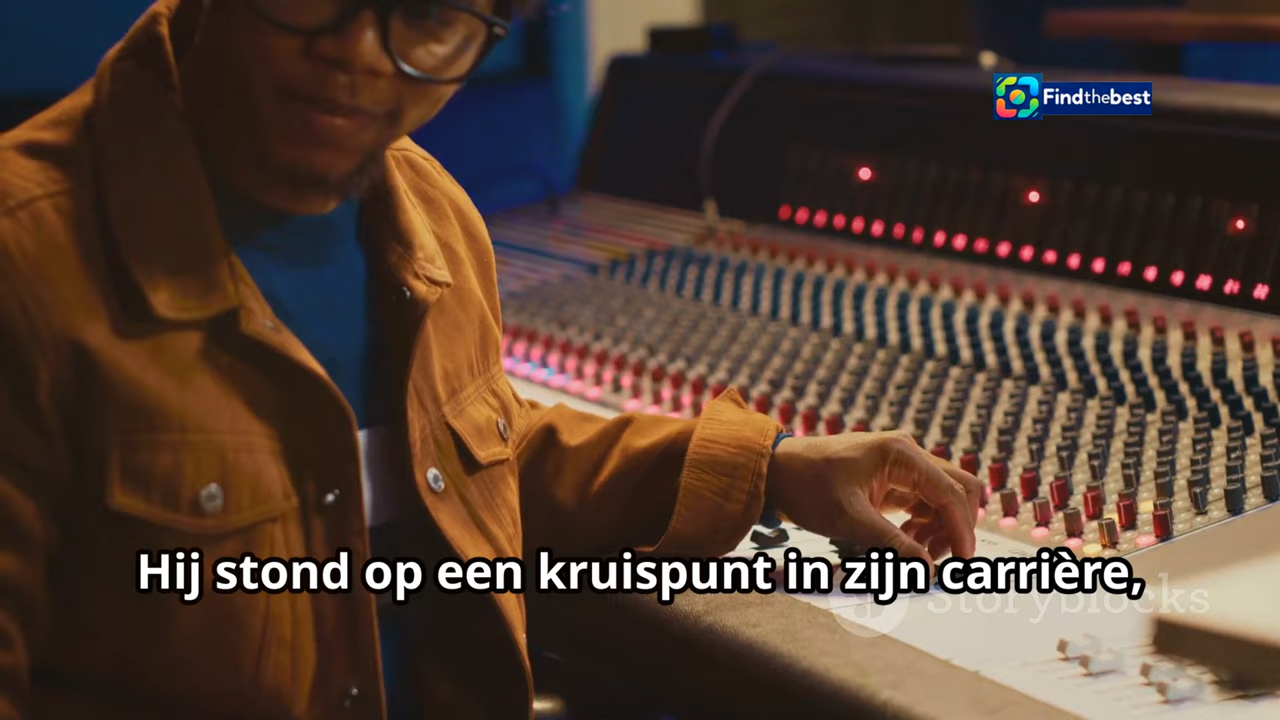 Findthebest
Hij stond op een kruispunt in zijn carrière,
Storyblocks